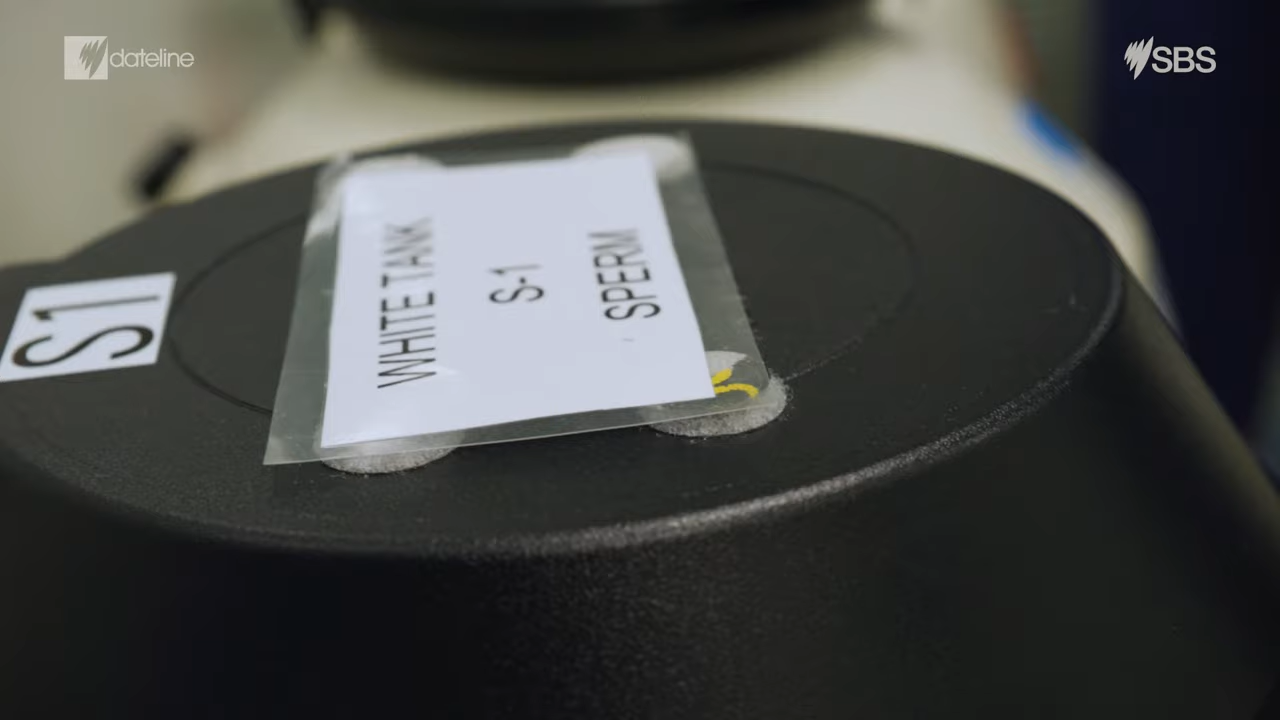 dateline
SBS
S1
WHITE TANK
S-1
SPERM